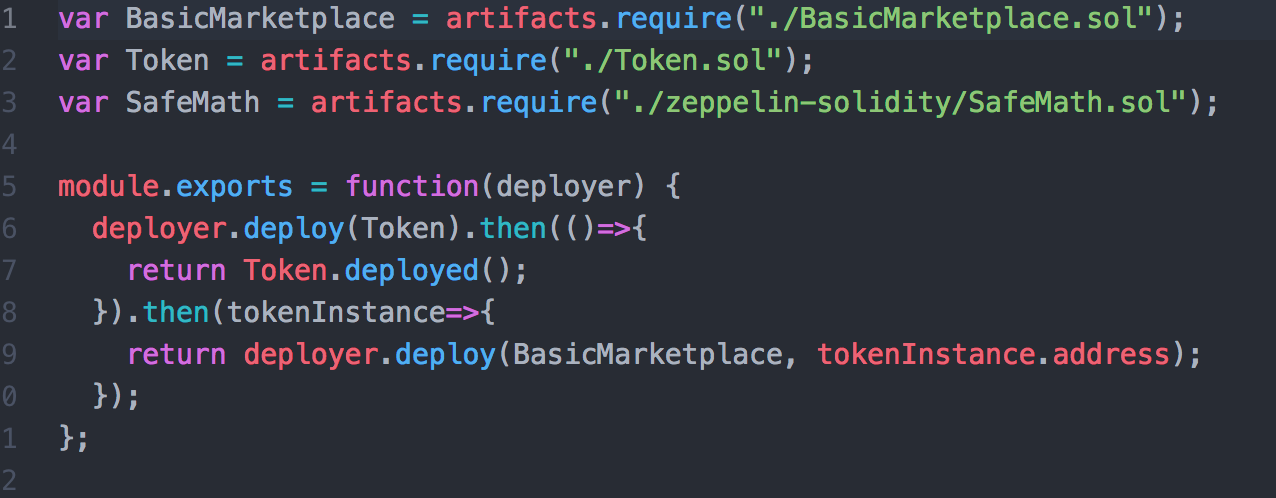 1 var BasicMarketplace = artifacts.require("./BasicMarketplace.sol");
2 var Token = artifacts.require("./Token.sol");
3 var SafeMath = artifacts.require("./zeppelin-solidity/SafeMath.sol");
4
5 module.exports = function(deployer) {
6   deployer.deploy(Token).then(()=>{
7     return Token.deployed();
8   }).then(tokenInstance=>{
9     return deployer.deploy(BasicMarketplace, tokenInstance.address);
0   });
1 };
2